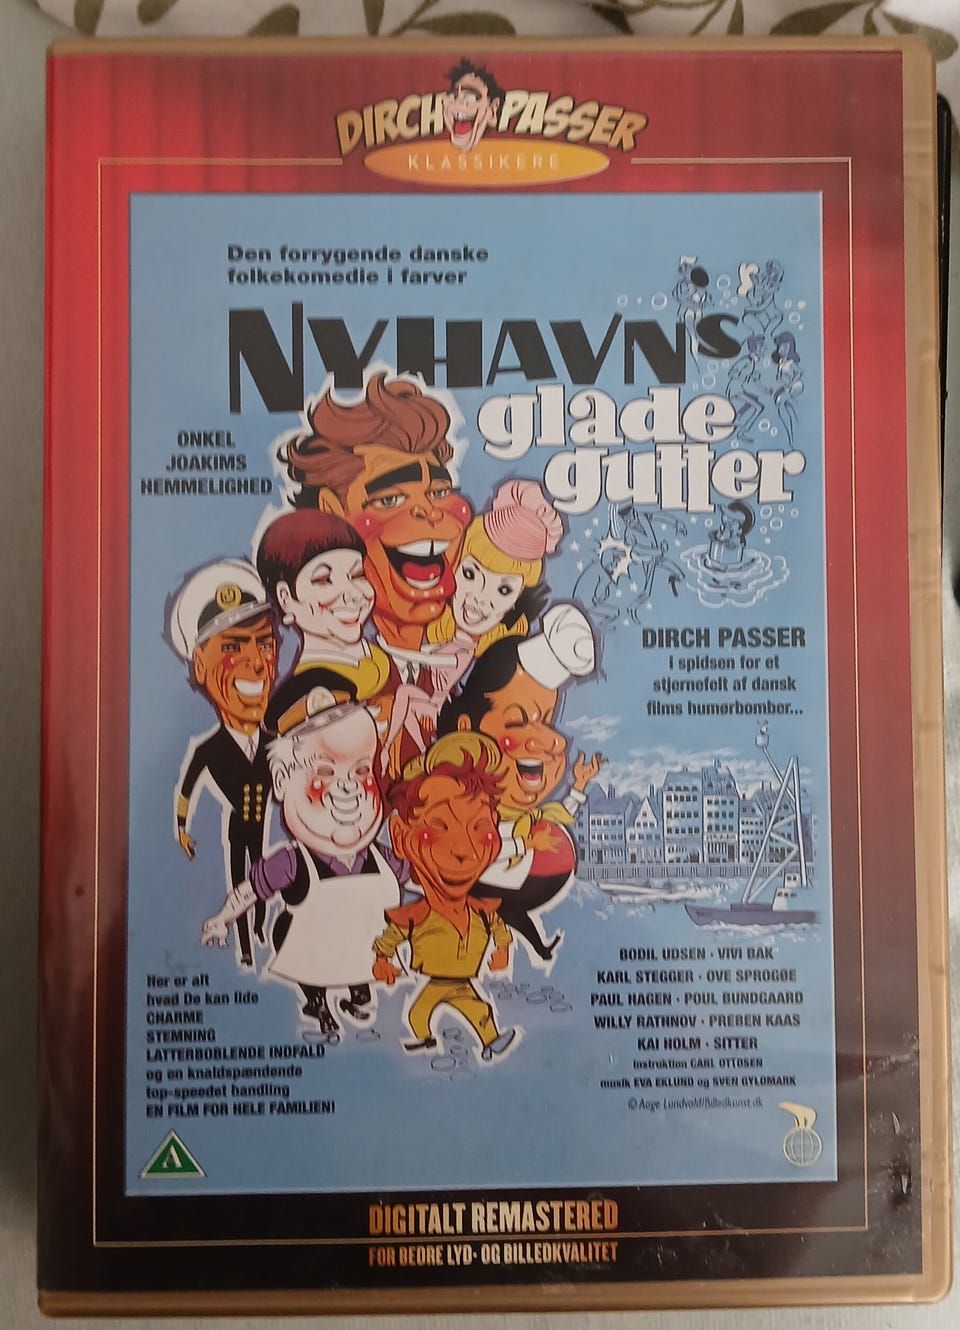 DIRCH PASSER
KLASSIKERE
Den forrygende danske
folkekomedie i farver
NYHAVNS
glade
gutter
ONKEL
JOAKIMS
HEMMELIGHED
DIRCH PASSER
i spidsen for et
stjernefelt af dansk
films humørbomber...
BODIL UDSEN · VIVI BAK
KARL STEGGER · OVE SPROGØE
PAUL HAGEN · POUL BUNDGAARD
WILLY RATHNOV · PREBEN KAAS
KAI HOLM · SITTER
instruktion CARL OTTOSEN
musik EVA EKLUND og SVEN GYLDMARK
© Aage Lundvald/Billedkunst.dk
Her er alt
hvad De kan lide
CHARME
STEMNING
LATTERBOBLENDE INDFALD
og en knaldspændende
top-speedet handling
EN FILM FOR HELE FAMILIEN!
A
DIGITALT REMASTERED
FOR BEDRE LYD- OG BILLEDKVALITET